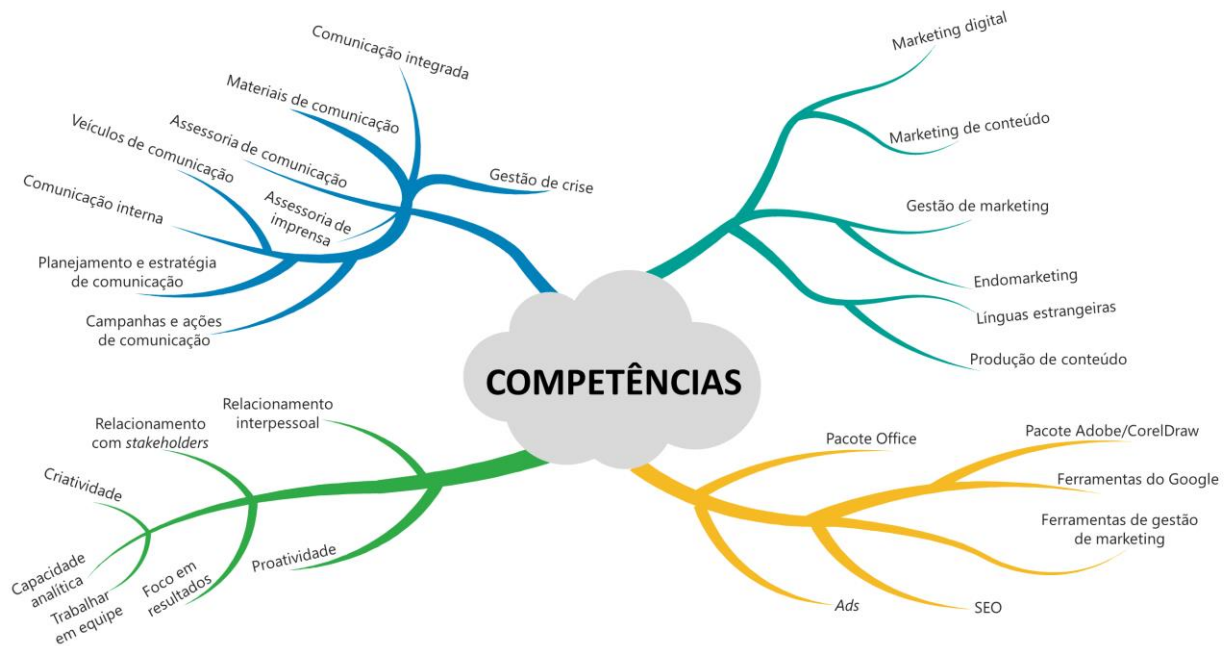 Comunicação integrada
Materiais de comunicação
Assessoria de comunicação
Veículos de comunicação
Comunicação interna
Assessoria de
imprensa
Gestão de crise
Planejamento e estratégia
de comunicação
Campanhas e ações
de comunicação
Marketing digital
Marketing de conteúdo
Gestão de marketing
Endomarketing
Línguas estrangeiras
Produção de conteúdo
COMPETÊNCIAS
Relacionamento
interpessoal
Relacionamento
com stakeholders
Criatividade
Capacidade
analítica
Trabalhar
em equipe
Foco em
resultados
Proatividade
Pacote Office
Pacote Adobe/CorelDraw
Ferramentas do Google
Ferramentas de gestão
de marketing
Ads
SEO